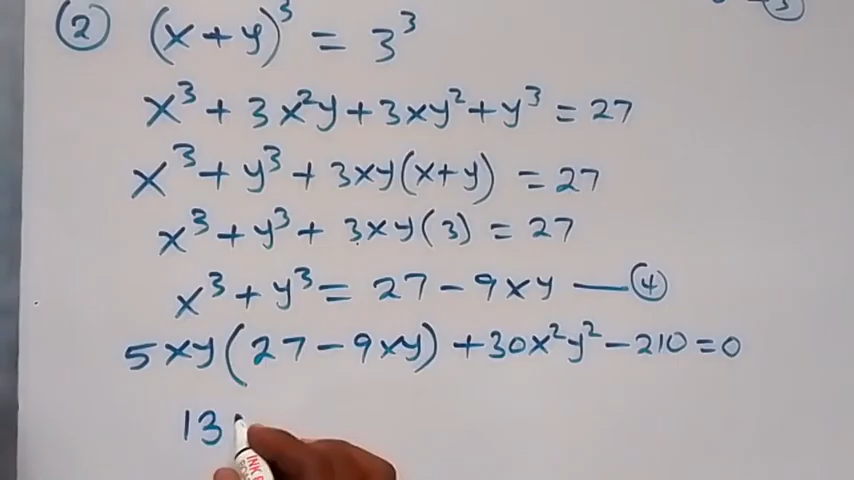 ② (x+y)³ = 3³
x³ + 3x²y + 3xy² + y³ = 27
x³ + y³ + 3xy(x+y) = 27
x³ + y³ + 3xy(3) = 27
x³ + y³ = 27 - 9xy — ④
5xy(27 - 9xy) + 30x²y² - 210 = 0
13
INK